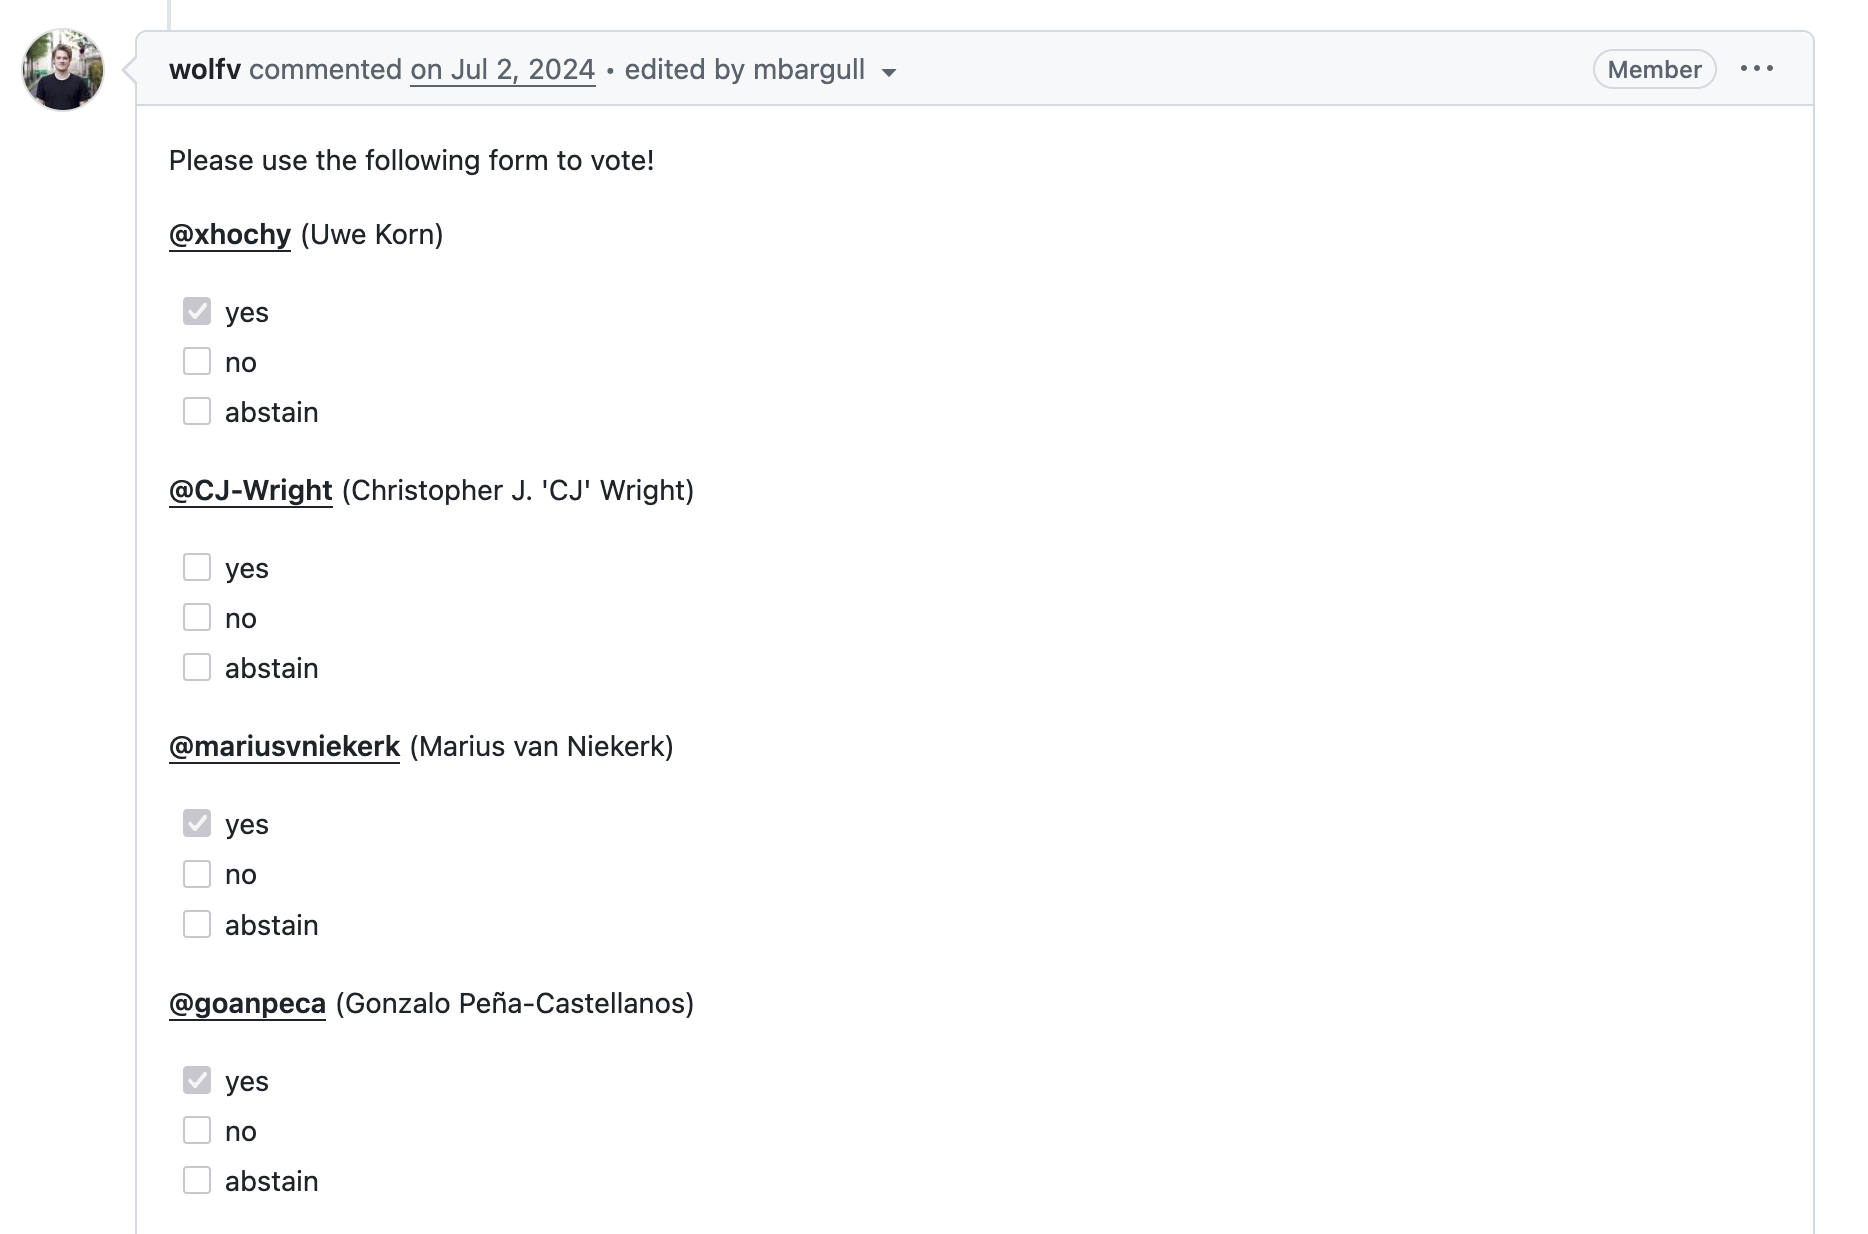 wolfv commented on Jul 2, 2024 • edited by mbargull
Member
Please use the following form to vote!
@xhochy (Uwe Korn)
yes
no
abstain
@CJ-Wright (Christopher J. 'CJ' Wright)
yes
no
abstain
@mariusvniekerk (Marius van Niekerk)
yes
no
abstain
@goanpeca (Gonzalo Peña-Castellanos)
yes
no
abstain